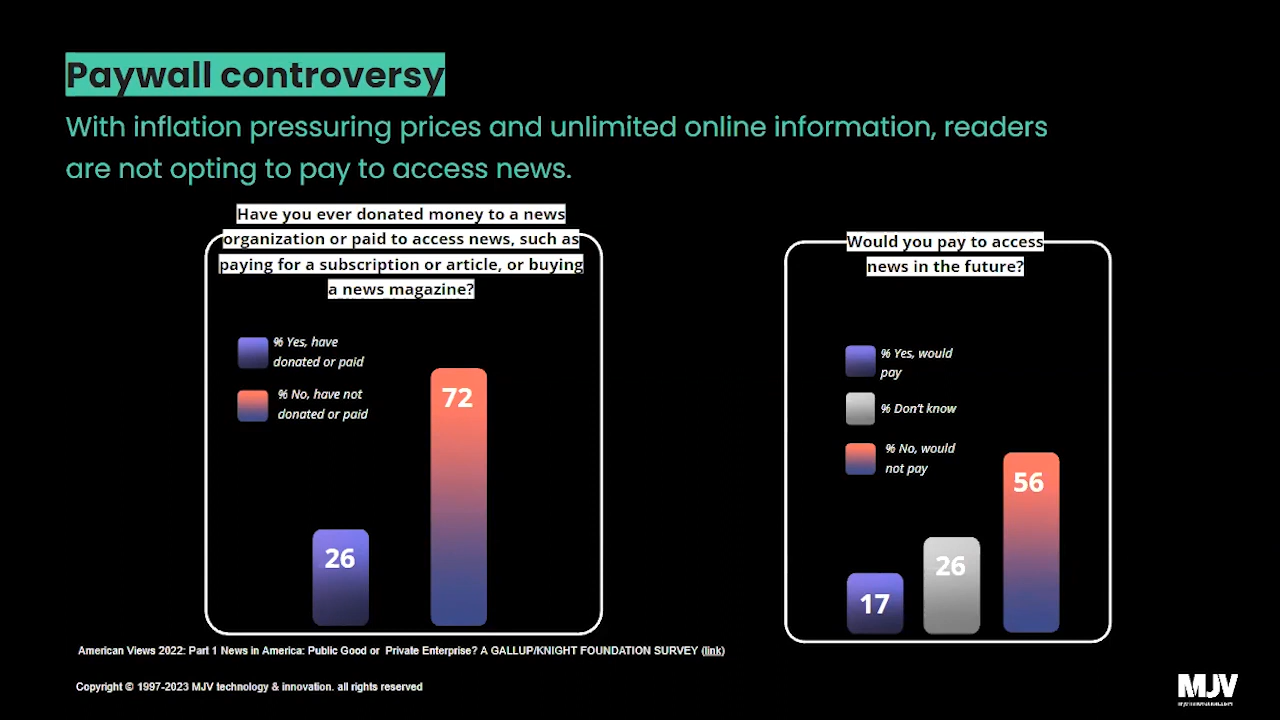 Paywall controversy
With inflation pressuring prices and unlimited online information, readers
are not opting to pay to access news.
Have you ever donated money to a news
organization or paid to access news, such as
paying for a subscription or article, or buying
a news magazine?
% Yes, have
donated or paid
% No, have not
donated or paid
72
26
Would you pay to access
news in the future?
% Yes, would
pay
% Don't know
% No, would
not pay
56
26
17
American Views 2022: Part 1 News in America: Public Good or Private Enterprise? A GALLUP/KNIGHT FOUNDATION SURVEY (link)
Copyright © 1997-2023 MJV technology & innovation. all rights reserved
MJV